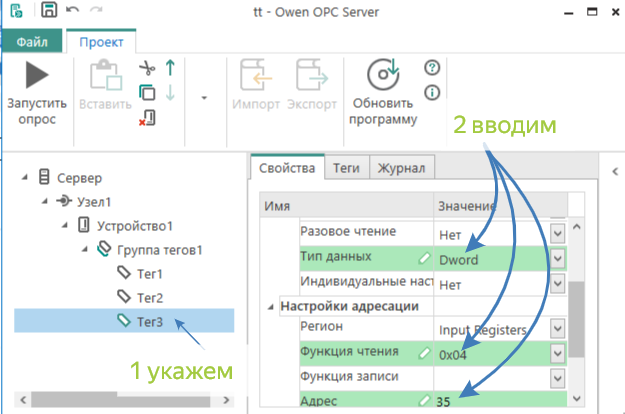 tt - Owen OPC Server
Файл
Проект
Запустить опрос
Вставить
Импорт
Экспорт
Обновить программу
2 вводим
Сервер
Узел1
Устройство1
Группа тегов1
Тег1
Тег2
Тег3
1 укажем
Свойства
Теги
Журнал
Имя
Значение
Разовое чтение
Нет
Тип данных
Dword
Индивидуальные наст
Нет
Настройки адресации
Регион
Input Registers
Функция чтения
0x04
Функция записи
Адрес
35